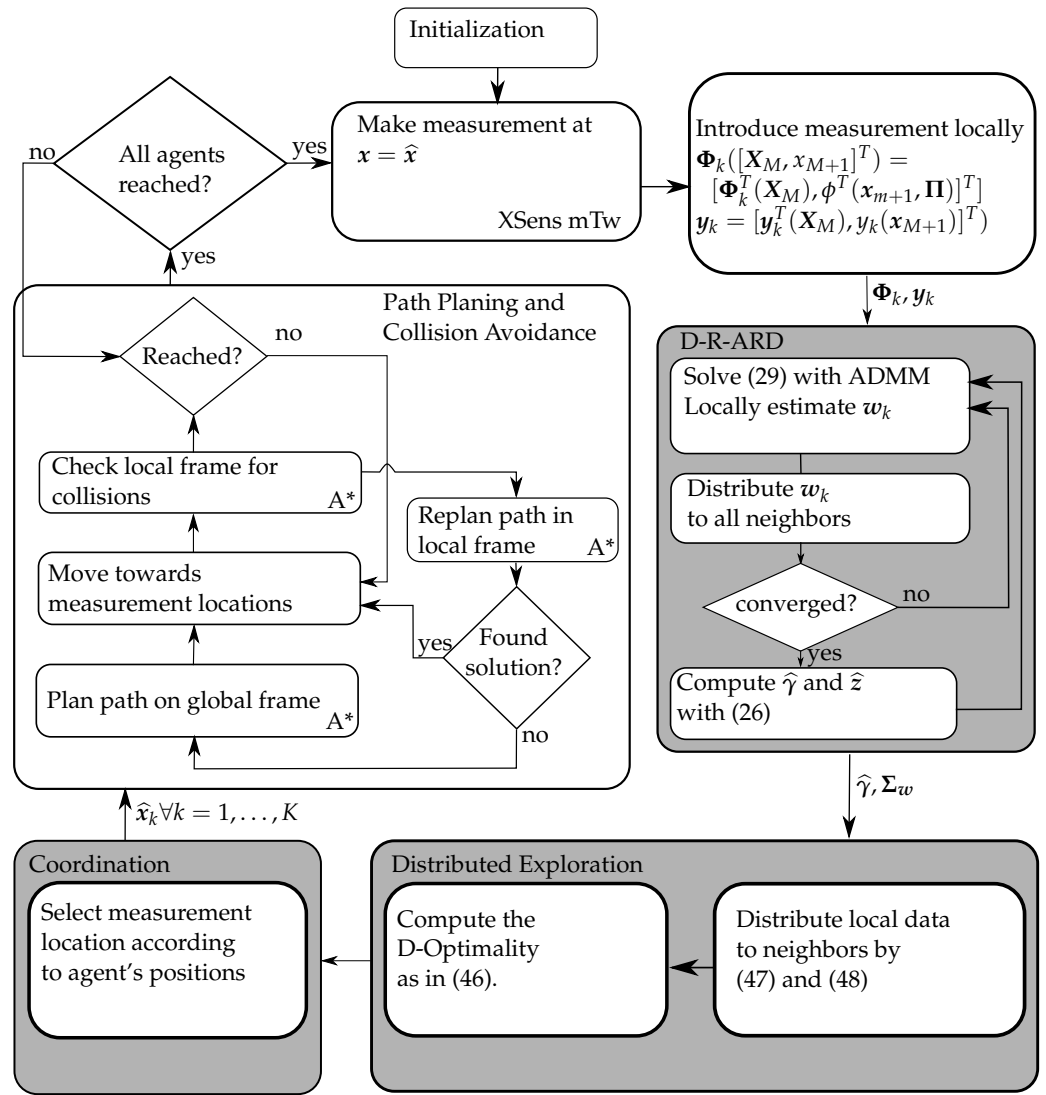 Initialization
Make measurement at
x = x̂
XSens mTw
Introduce measurement locally
Φ_k([X_M, x_{M+1}]^T) =
[Φ_k^T(X_M), ϕ^T(x_{m+1}, Π)]^T]
y_k = [y_k^T(X_M), y_k(x_{M+1})]^T)
Φ_k, y_k
All agents
reached?
no
yes
yes
Path Planing and
Collision Avoidance
Reached?
no
Check local frame for
collisions
A*
Replan path in
local frame
A*
Move towards
measurement locations
yes
Found
solution?
no
Plan path on global frame
A*
D-R-ARD
Solve (29) with ADMM
Locally estimate w_k
Distribute w_k
to all neighbors
converged?
no
yes
Compute γ̂ and ẑ
with (26)
γ̂, Σ_w
x̂_k ∀k = 1, . . . , K
Coordination
Select measurement
location according
to agent's positions
Distributed Exploration
Compute the
D-Optimality
as in (46).
Distribute local data
to neighbors by
(47) and (48)